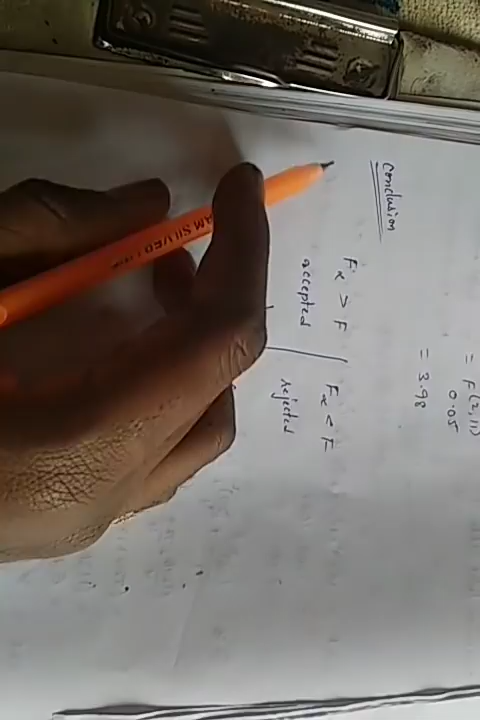 = F(2,11)
0.05
= 3.98
Conclusion
Fα > F | Fα < F
accepted | rejected